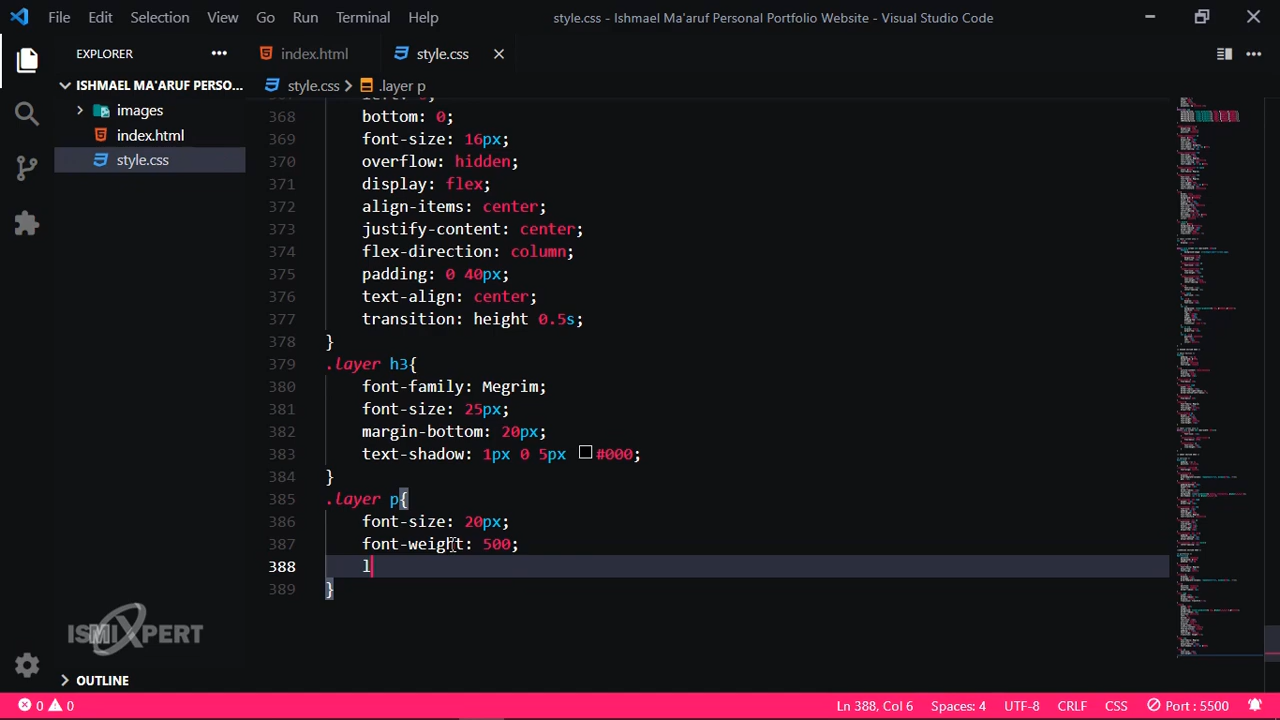 File Edit Selection View Go Run Terminal Help
style.css - Ishmael Ma'aruf Personal Portfolio Website - Visual Studio Code
EXPLORER
ISHMAEL MA'ARUF PERSO...
images
index.html
style.css
OUTLINE
index.html
style.css
style.css > .layer p
368 bottom: 0;
369 font-size: 16px;
370 overflow: hidden;
371 display: flex;
372 align-items: center;
373 justify-content: center;
374 flex-direction: column;
375 padding: 0 40px;
376 text-align: center;
377 transition: height 0.5s;
378 }
379 .layer h3{
380 font-family: Megrim;
381 font-size: 25px;
382 margin-bottom: 20px;
383 text-shadow: 1px 0 5px #000;
384 }
385 .layer p{
386 font-size: 20px;
387 font-weight: 500;
388 l
389 }
ISMIXPERT
0 0
Ln 388, Col 6 Spaces: 4 UTF-8 CRLF CSS Port : 5500